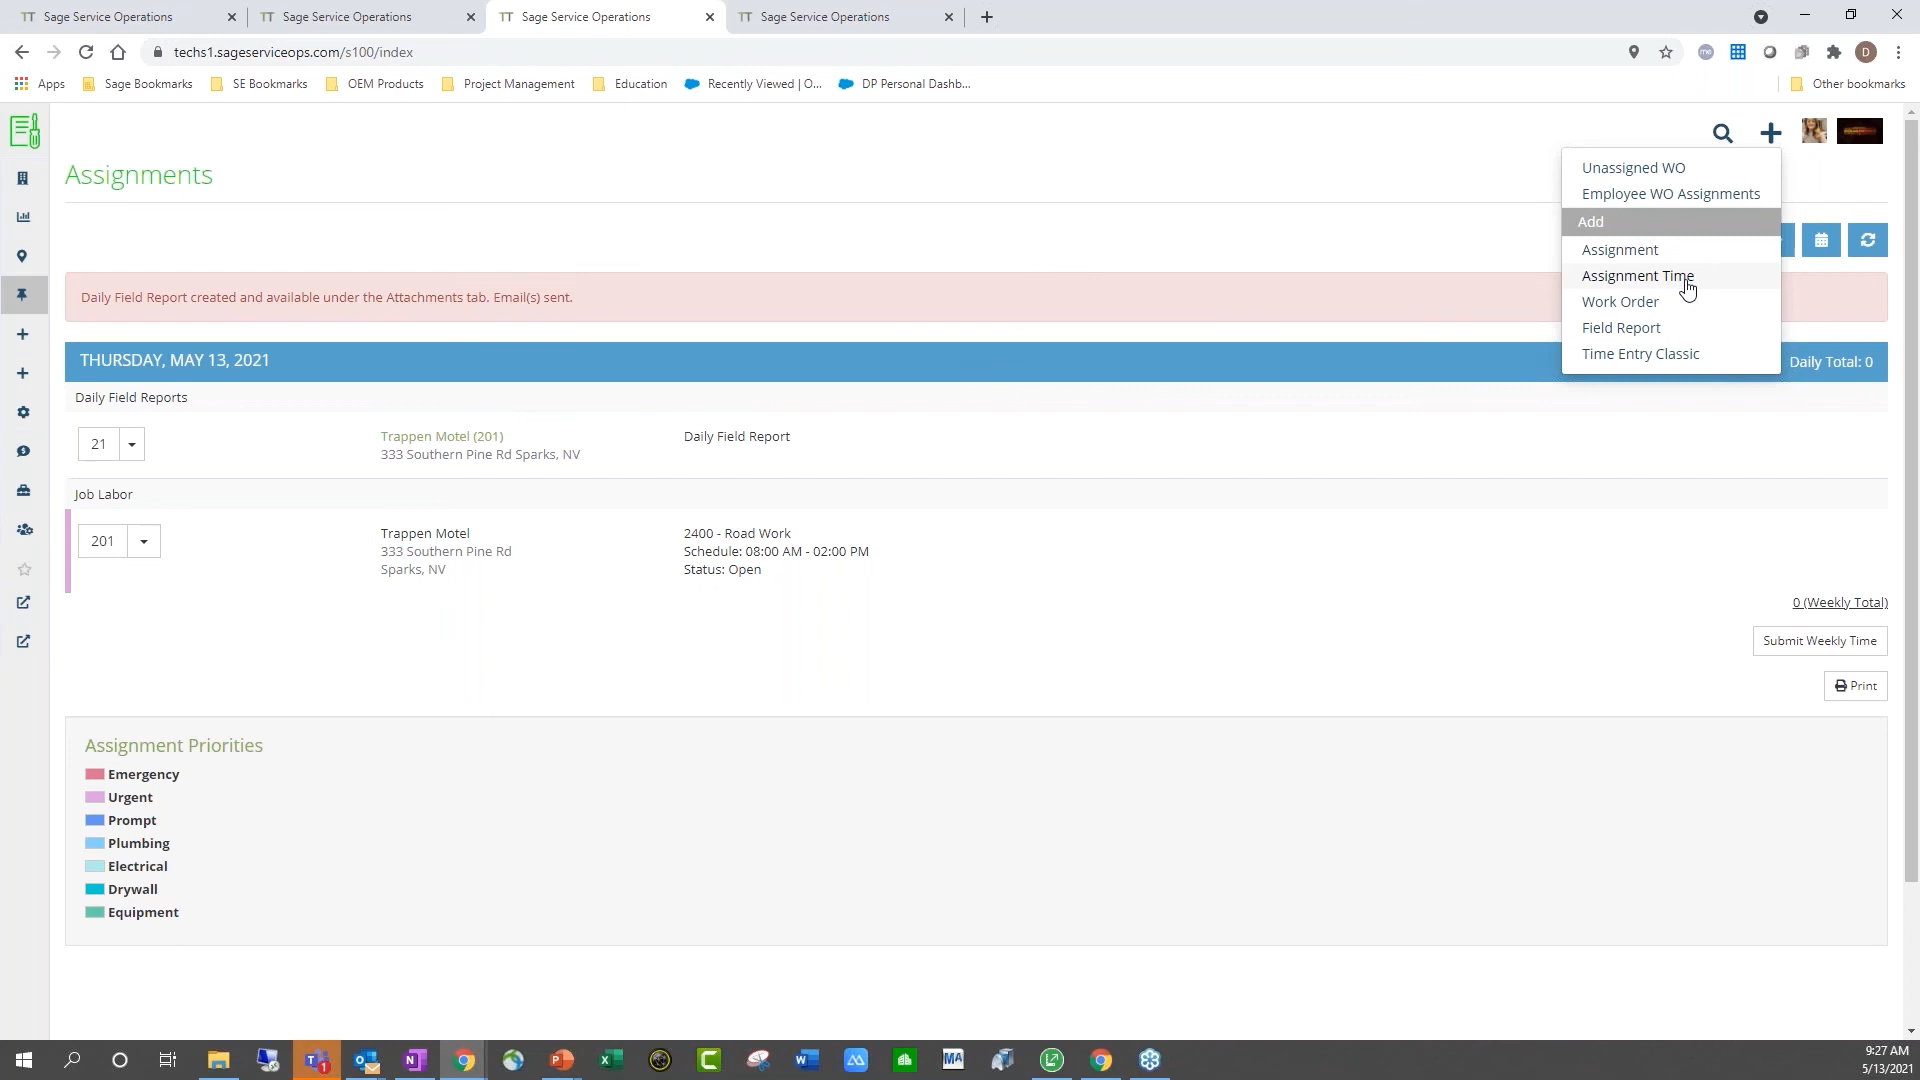 TT Sage Service Operations
TT Sage Service Operations
TT Sage Service Operations
TT Sage Service Operations
techs1.sageserviceops.com/s100/index
D
Apps
Sage Bookmarks
SE Bookmarks
OEM Products
Project Management
Education
Recently Viewed | O...
DP Personal Dashb...
Other bookmarks
Assignments
Unassigned WO
Employee WO Assignments
Add
Assignment
Assignment Time
Work Order
Field Report
Time Entry Classic
Daily Field Report created and available under the Attachments tab. Email(s) sent.
THURSDAY, MAY 13, 2021
Daily Total: 0
Daily Field Reports
21
Trappen Motel (201)
333 Southern Pine Rd Sparks, NV
Daily Field Report
Job Labor
201
Trappen Motel
333 Southern Pine Rd
Sparks, NV
2400 - Road Work
Schedule: 08:00 AM - 02:00 PM
Status: Open
0 (Weekly Total)
Submit Weekly Time
Print
Assignment Priorities
Emergency
Urgent
Prompt
Plumbing
Electrical
Drywall
Equipment
9:27 AM
5/13/2021